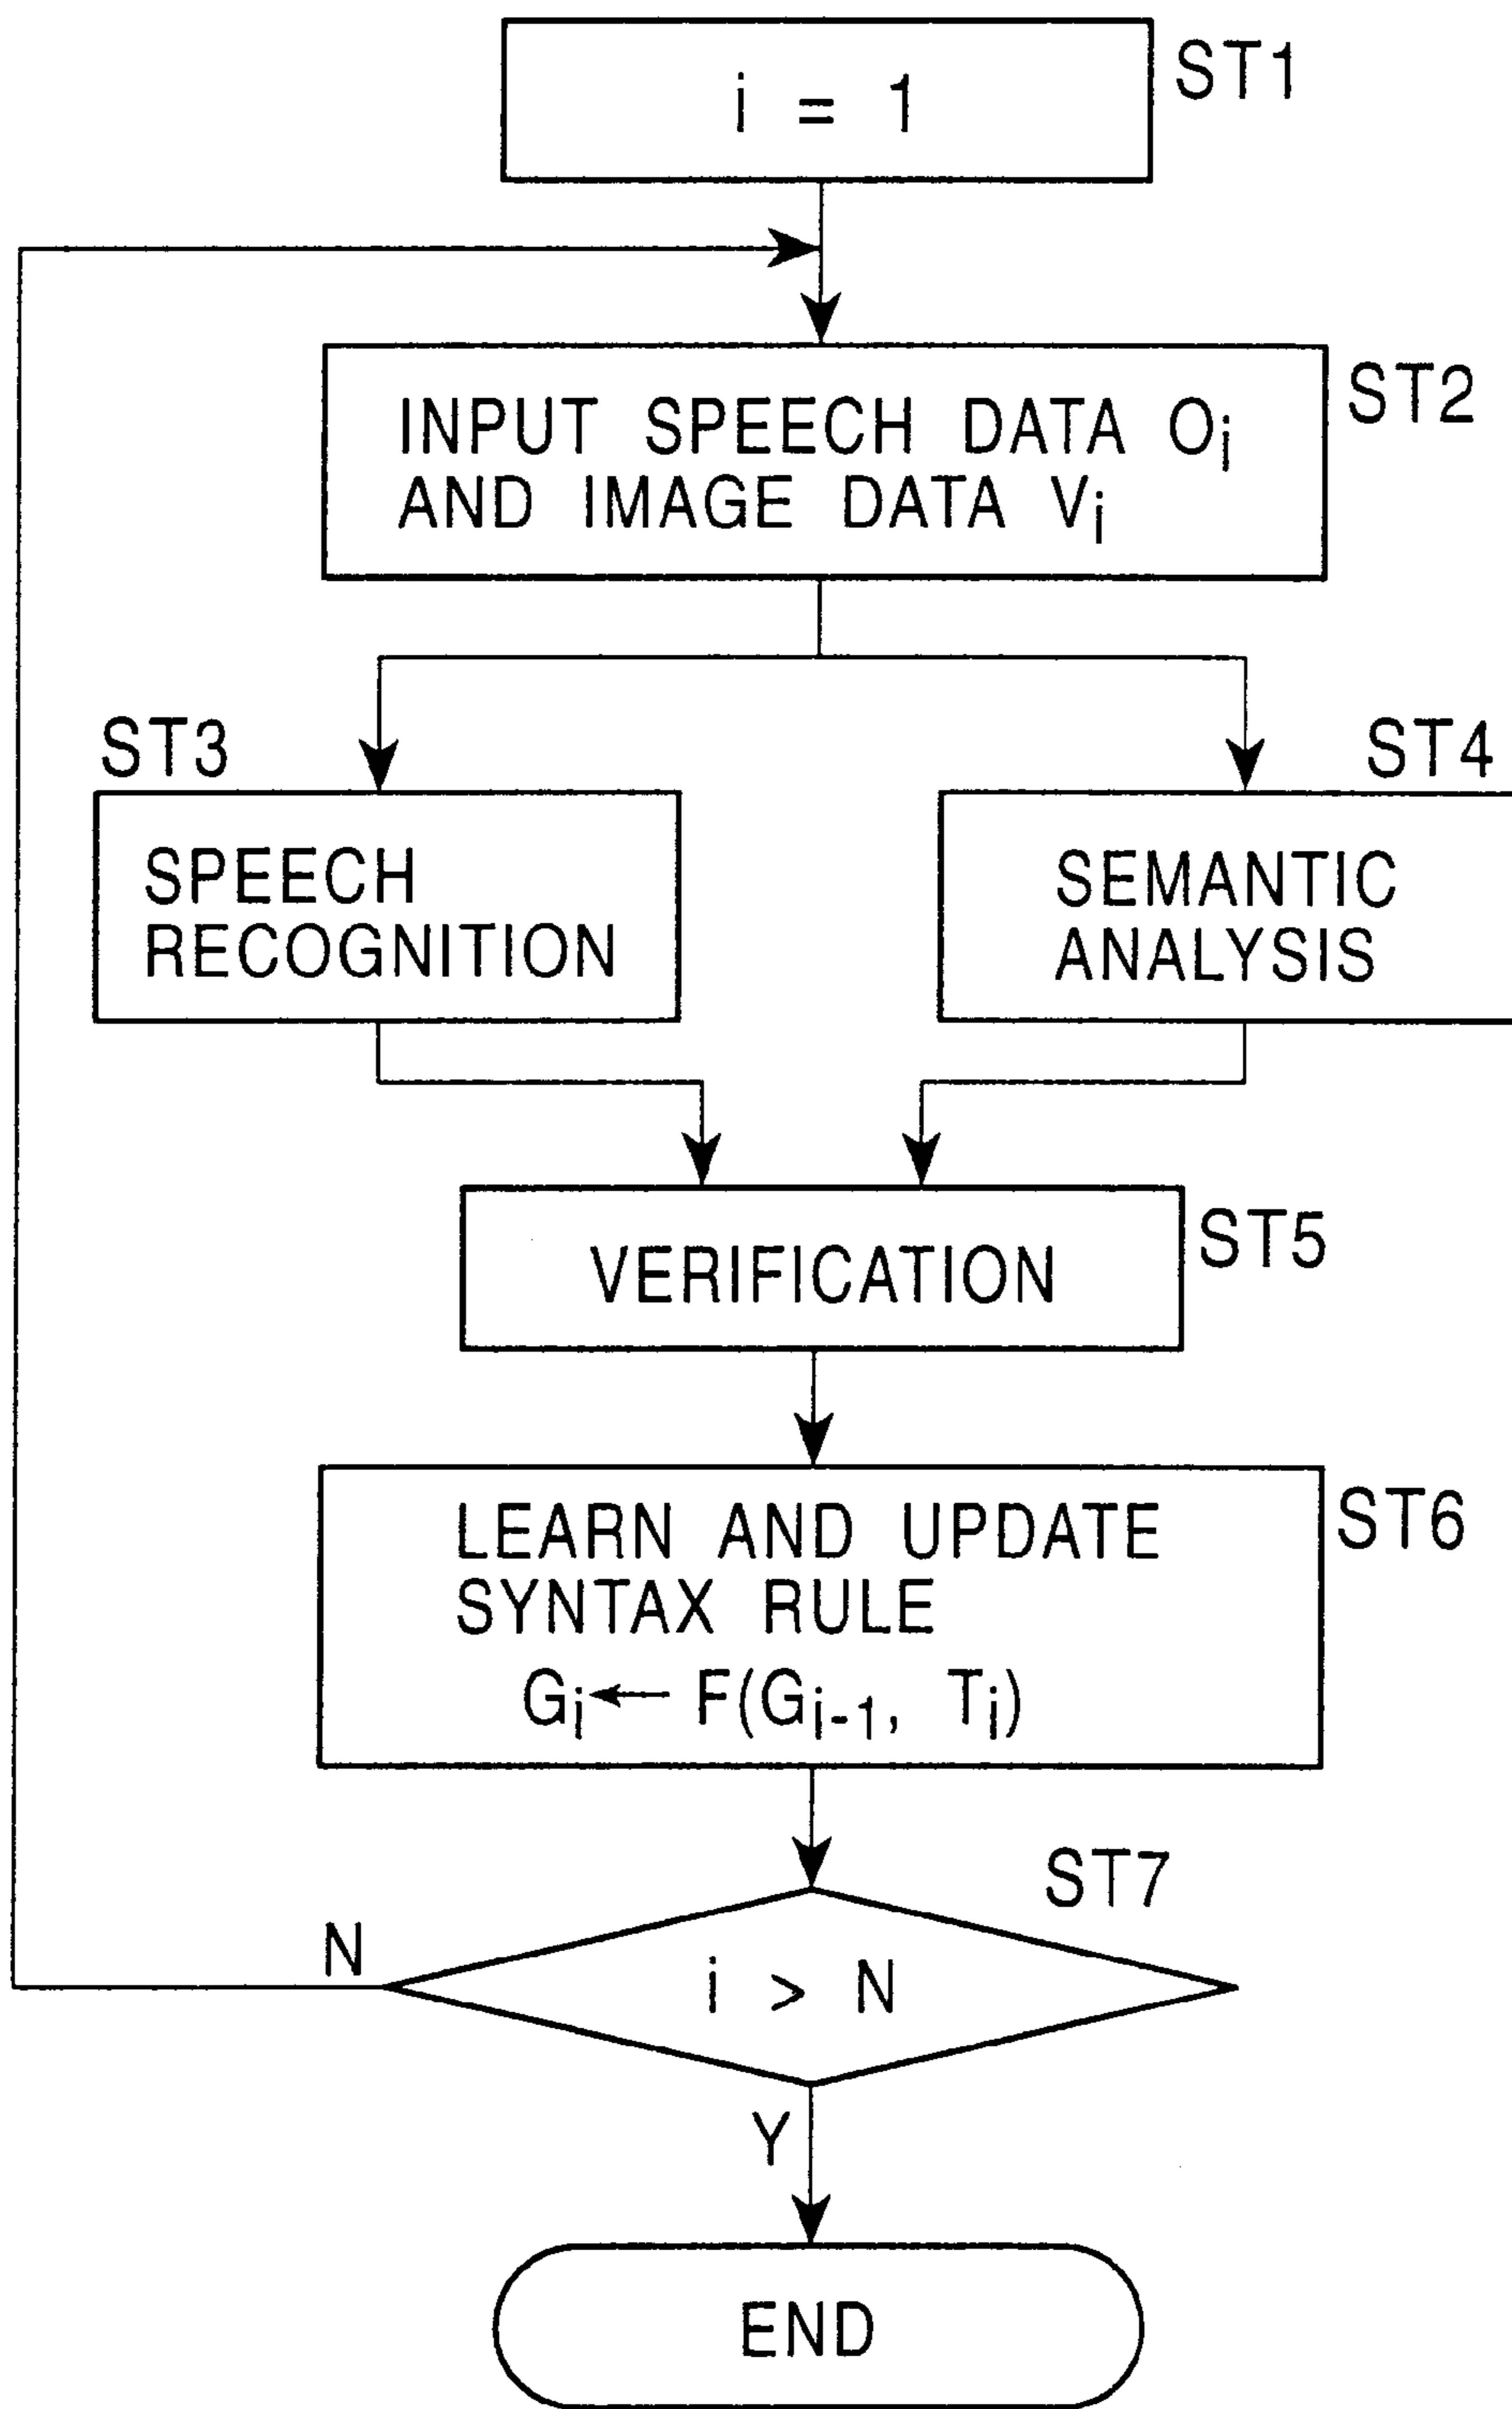 i = 1
ST1
INPUT SPEECH DATA Oi
AND IMAGE DATA Vi
ST2
ST3
SPEECH
RECOGNITION
ST4
SEMANTIC
ANALYSIS
VERIFICATION
ST5
LEARN AND UPDATE
SYNTAX RULE
Gi← F(Gi-1, Ti)
ST6
ST7
N
i > N
Y
END